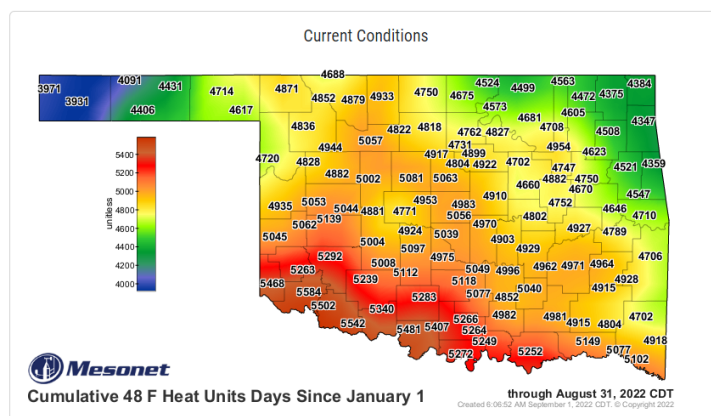 Current Conditions
4688
3971 4091 4431 4714 4871 4852 4879 4933 4750 4675 4524 4499 4563 4472 4375 4384
3931 4406 4617 4573 4605
4836 5057 4822 4818 4762 4827 4681 4708 4508 4347
4720 4828 4944 4917 4731 4804 4899 4922 4702 4954 4747 4623 4521 4359
4882 5002 5081 5063 4660 4882 4750 4670 4547
4935 5053 5044 4881 4771 4953 4983 4910 4752 4646 4710
5062 5139 4924 5056 4970 4802 4927 4789
5045 5004 5097 5039 4903 4929 4706
5292 5008 4975
5263 5239 5112 5049 4996 4962 4971 4964
5468 5118 4928
5584 5283 5077 4852 5040 4915
5502 5340 4982 4981 4702
5542 5481 5407 5266 5264 4915 4804
5249 5149 4918
5272 5252 5077 5102
unitless
5400
5200
5000
4800
4600
4400
4200
4000
Mesonet
Cumulative 48 F Heat Units Days Since January 1
through August 31, 2022 CDT
Created 6:06:52 AM September 1, 2022 CDT. © Copyright 2022